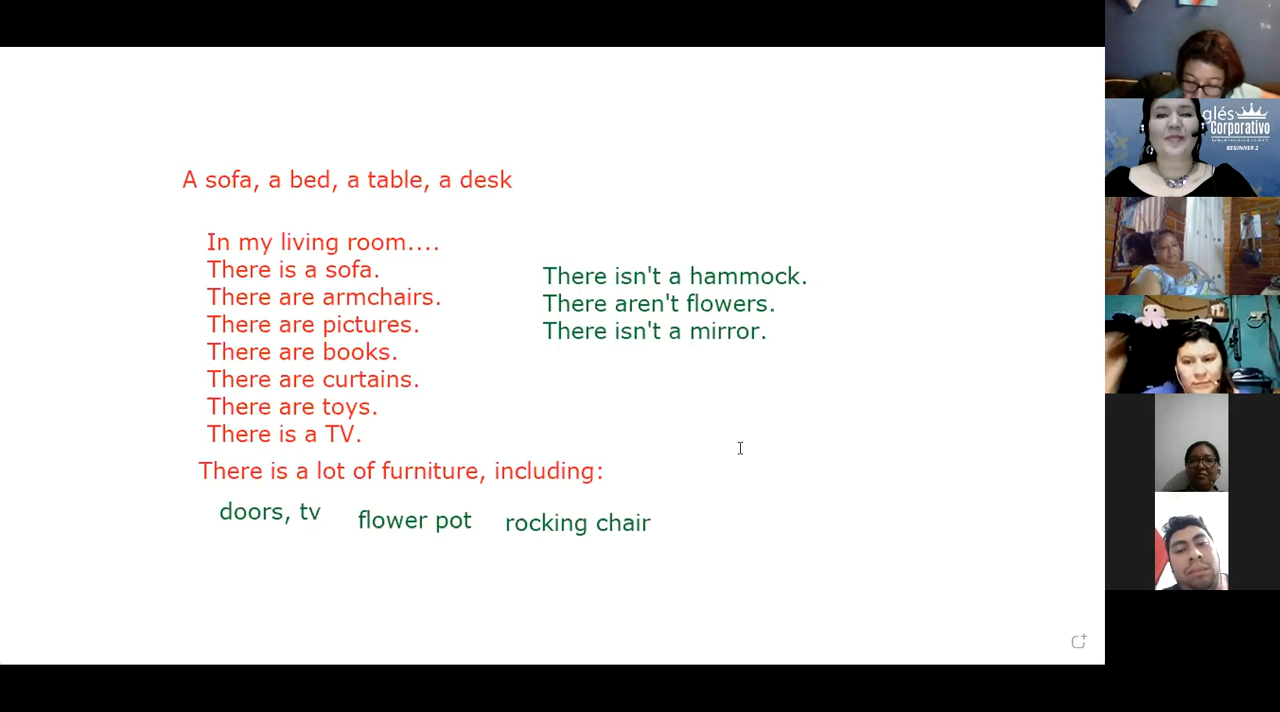 A sofa, a bed, a table, a desk
In my living room....
There is a sofa.
There are armchairs.
There are pictures.
There are books.
There are curtains.
There are toys.
There is a TV.
There isn't a hammock.
There aren't flowers.
There isn't a mirror.
There is a lot of furniture, including:
doors, tv
flower pot
rocking chair
glés
Corporativo
BEGINNER 2